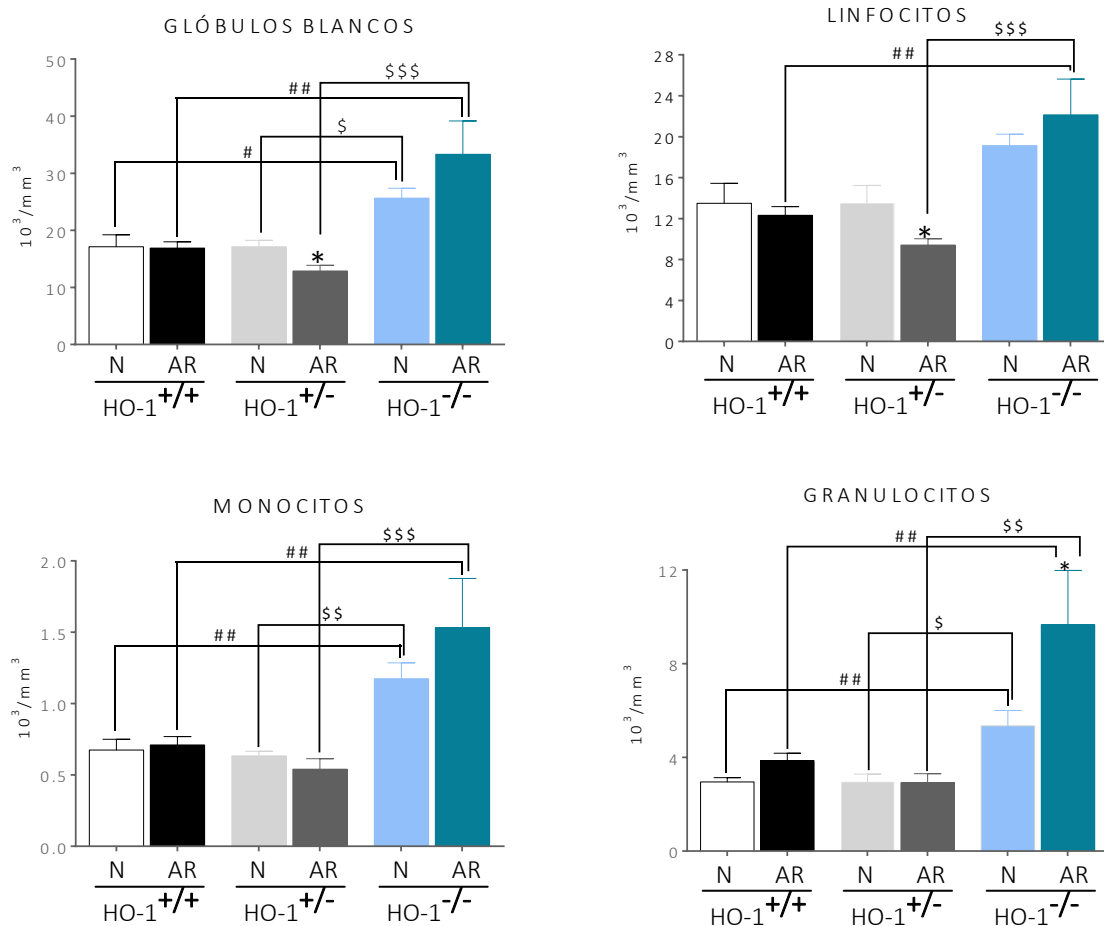 GLÓBULOS BLANCOS
50
40
30
20
10
0
10³/mm³
#
##
$
$$$
*
N AR N AR N AR
HO-1+/+ HO-1+/- HO-1-/-
LINFOCITOS
28
24
20
16
12
8
4
0
10³/mm³
##
$$$
*
N AR N AR N AR
HO-1+/+ HO-1+/- HO-1-/-
MONOCITOS
2.0
1.5
1.0
0.5
0.0
10³/mm³
##
##
$$
$$$
N AR N AR N AR
HO-1+/+ HO-1+/- HO-1-/-
GRANULOCITOS
12
8
4
0
10³/mm³
##
##
$
$$
*
N AR N AR N AR
HO-1+/+ HO-1+/- HO-1-/-